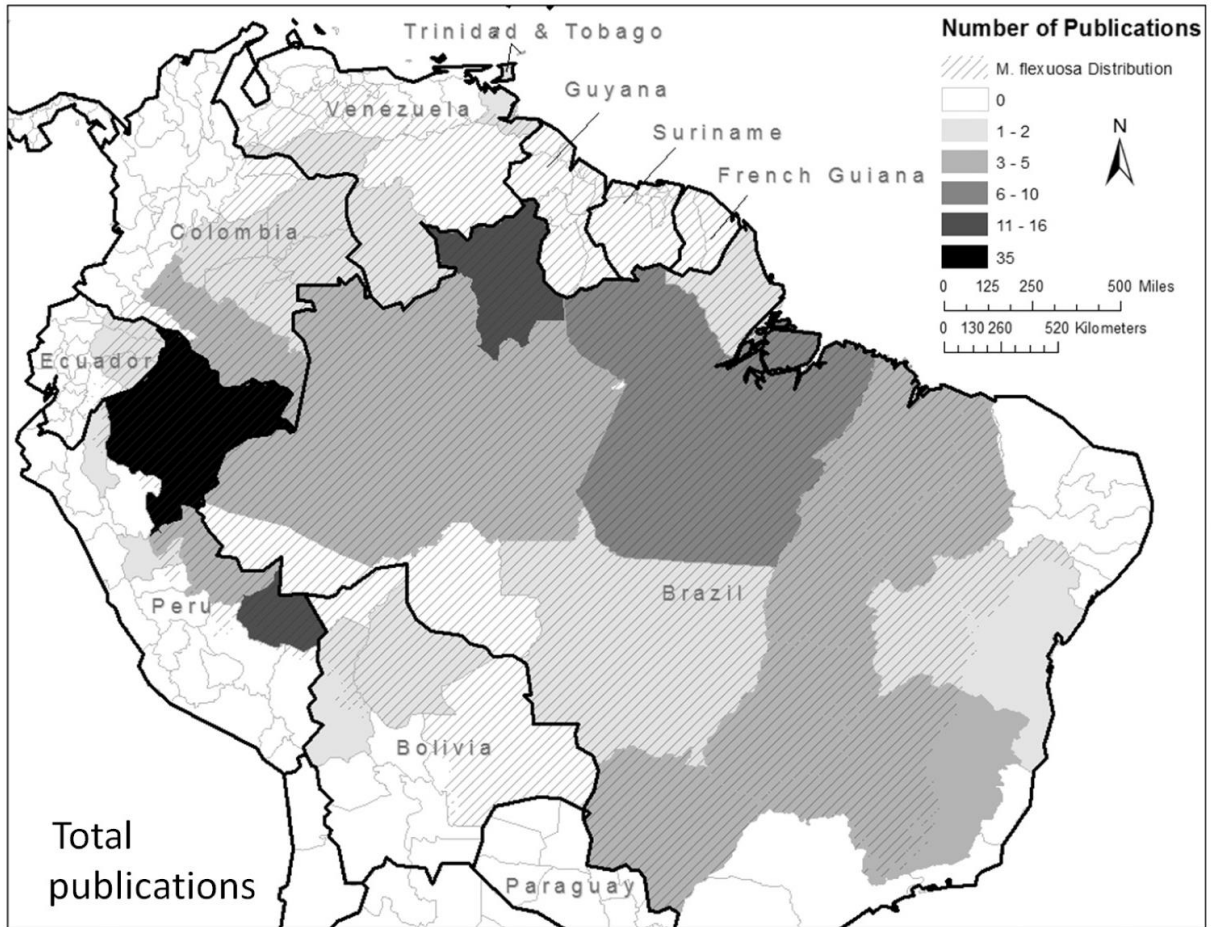 Number of Publications
M. flexuosa Distribution
0
1 - 2
3 - 5
6 - 10
11 - 16
35
N
0 125 250 500 Miles
0 130 260 520 Kilometers
Trinidad & Tobago
Venezuela
Guyana
Suriname
French Guiana
Colombia
Ecuador
Brazil
Peru
Bolivia
Paraguay
Total
publications